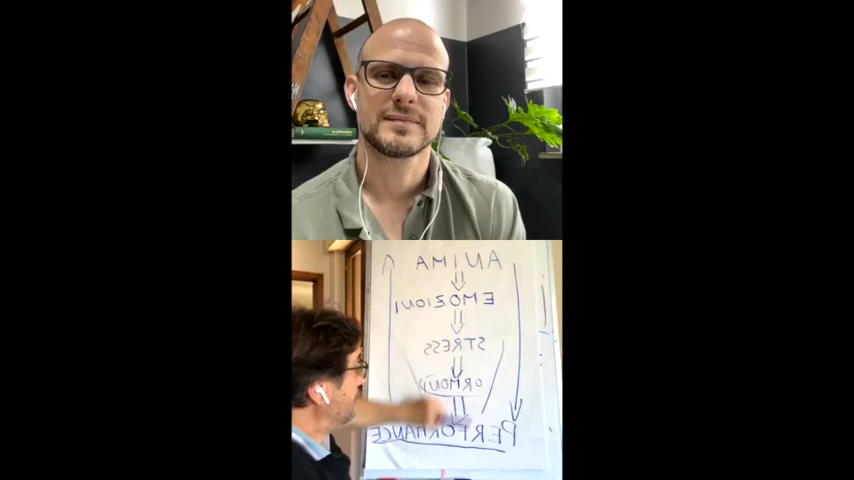 ANIMA
EMOZIONI
STRESS
ORMONI
PERFORMANCE